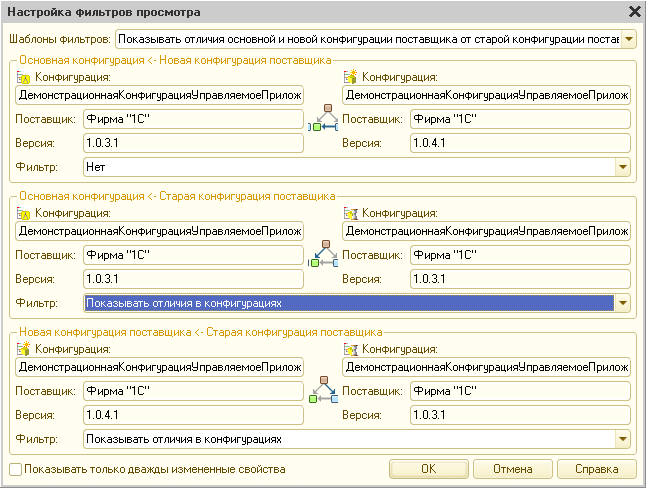 Настройка фильтров просмотра
Шаблоны фильтров: Показывать отличия основной и новой конфигурации поставщика от старой конфигурации постав
Основная конфигурация <- Новая конфигурация поставщика
Конфигурация: Конфигурация:
ДемонстрационнаяКонфигурацияУправляемоеПрилож ДемонстрационнаяКонфигурацияУправляемоеПрилож
Поставщик: Фирма "1С" Поставщик: Фирма "1С"
Версия: 1.0.3.1 Версия: 1.0.4.1
Фильтр: Нет
Основная конфигурация <- Старая конфигурация поставщика
Конфигурация: Конфигурация:
ДемонстрационнаяКонфигурацияУправляемоеПрилож ДемонстрационнаяКонфигурацияУправляемоеПрилож
Поставщик: Фирма "1С" Поставщик: Фирма "1С"
Версия: 1.0.3.1 Версия: 1.0.3.1
Фильтр: Показывать отличия в конфигурациях
Новая конфигурация поставщика <- Старая конфигурация поставщика
Конфигурация: Конфигурация:
ДемонстрационнаяКонфигурацияУправляемоеПрилож ДемонстрационнаяКонфигурацияУправляемоеПрилож
Поставщик: Фирма "1С" Поставщик: Фирма "1С"
Версия: 1.0.4.1 Версия: 1.0.3.1
Фильтр: Показывать отличия в конфигурациях
Показывать только дважды измененные свойства OK Отмена Справка